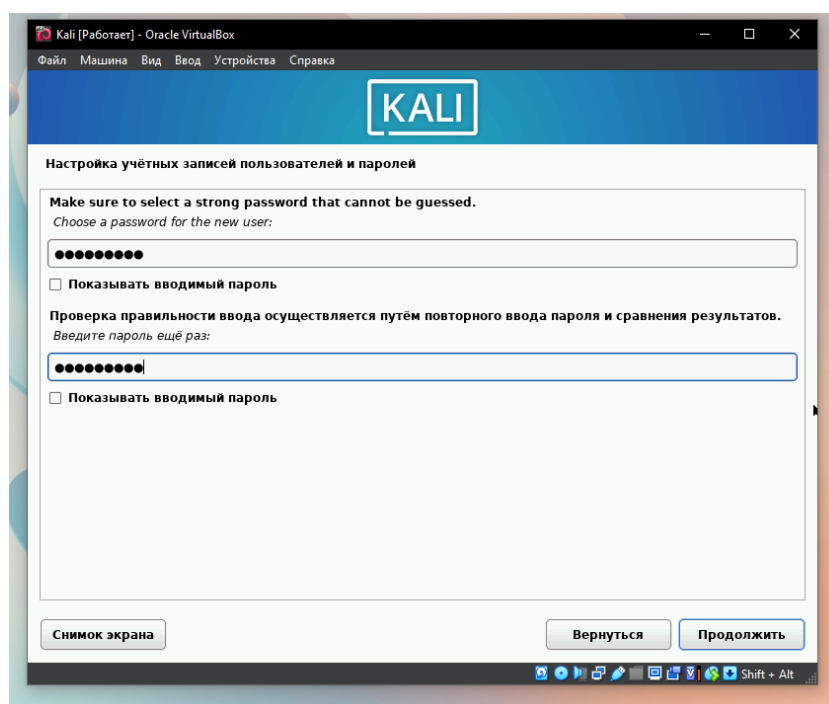 Kali [Работает] - Oracle VirtualBox
Файл Машина Вид Ввод Устройства Справка
KALI
Настройка учётных записей пользователей и паролей
Make sure to select a strong password that cannot be guessed.
Choose a password for the new user:
●●●●●●●●●
Показывать вводимый пароль
Проверка правильности ввода осуществляется путём повторного ввода пароля и сравнения результатов.
Введите пароль ещё раз:
●●●●●●●●●
Показывать вводимый пароль
Снимок экрана Вернуться Продолжить
Shift + Alt